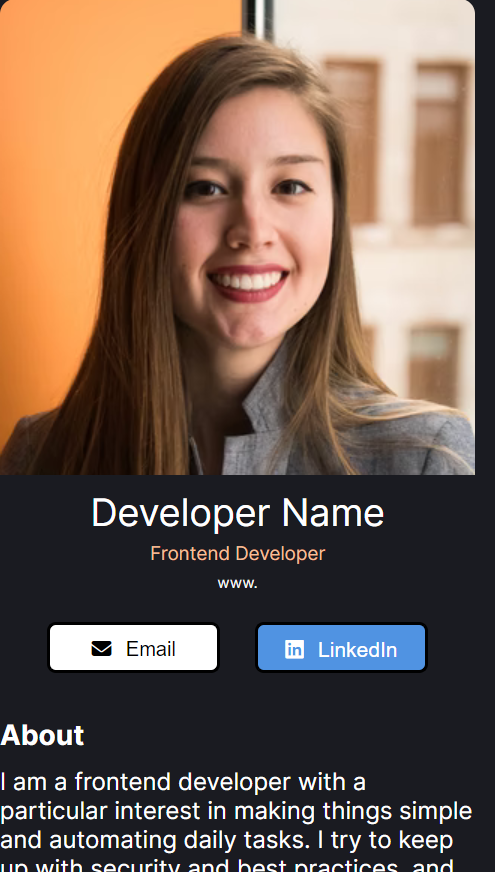 Developer Name
Frontend Developer
www.
Email
LinkedIn
About
I am a frontend developer with a
particular interest in making things simple
and automating daily tasks. I try to keep
up with security and best practices, and